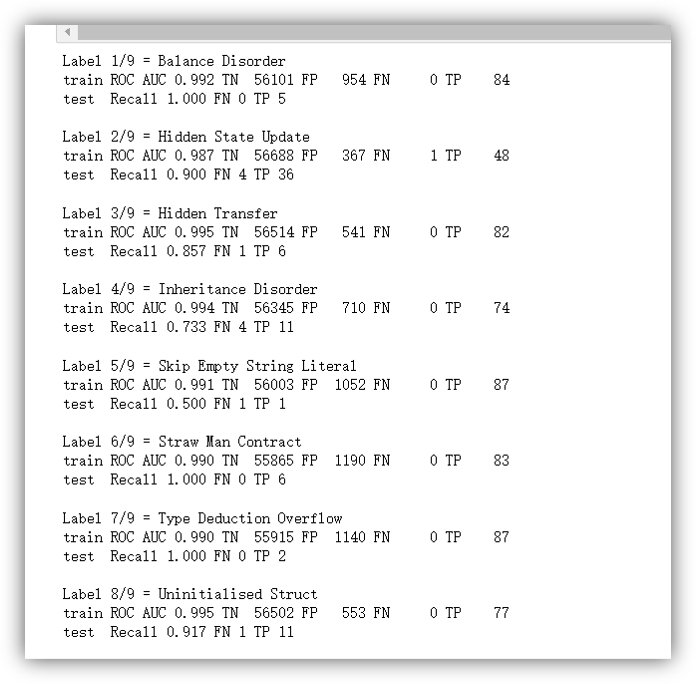 Label 1/9 = Balance Disorder
train ROC AUC 0.992 TN 56101 FP 954 FN 0 TP 84
test Recall 1.000 FN 0 TP 5
Label 2/9 = Hidden State Update
train ROC AUC 0.987 TN 56688 FP 367 FN 1 TP 48
test Recall 0.900 FN 4 TP 36
Label 3/9 = Hidden Transfer
train ROC AUC 0.995 TN 56514 FP 541 FN 0 TP 82
test Recall 0.857 FN 1 TP 6
Label 4/9 = Inheritance Disorder
train ROC AUC 0.994 TN 56345 FP 710 FN 0 TP 74
test Recall 0.733 FN 4 TP 11
Label 5/9 = Skip Empty String Literal
train ROC AUC 0.991 TN 56003 FP 1052 FN 0 TP 87
test Recall 0.500 FN 1 TP 1
Label 6/9 = Straw Man Contract
train ROC AUC 0.990 TN 55865 FP 1190 FN 0 TP 83
test Recall 1.000 FN 0 TP 6
Label 7/9 = Type Deduction Overflow
train ROC AUC 0.990 TN 55915 FP 1140 FN 0 TP 87
test Recall 1.000 FN 0 TP 2
Label 8/9 = Uninitialised Struct
train ROC AUC 0.995 TN 56502 FP 553 FN 0 TP 77
test Recall 0.917 FN 1 TP 11